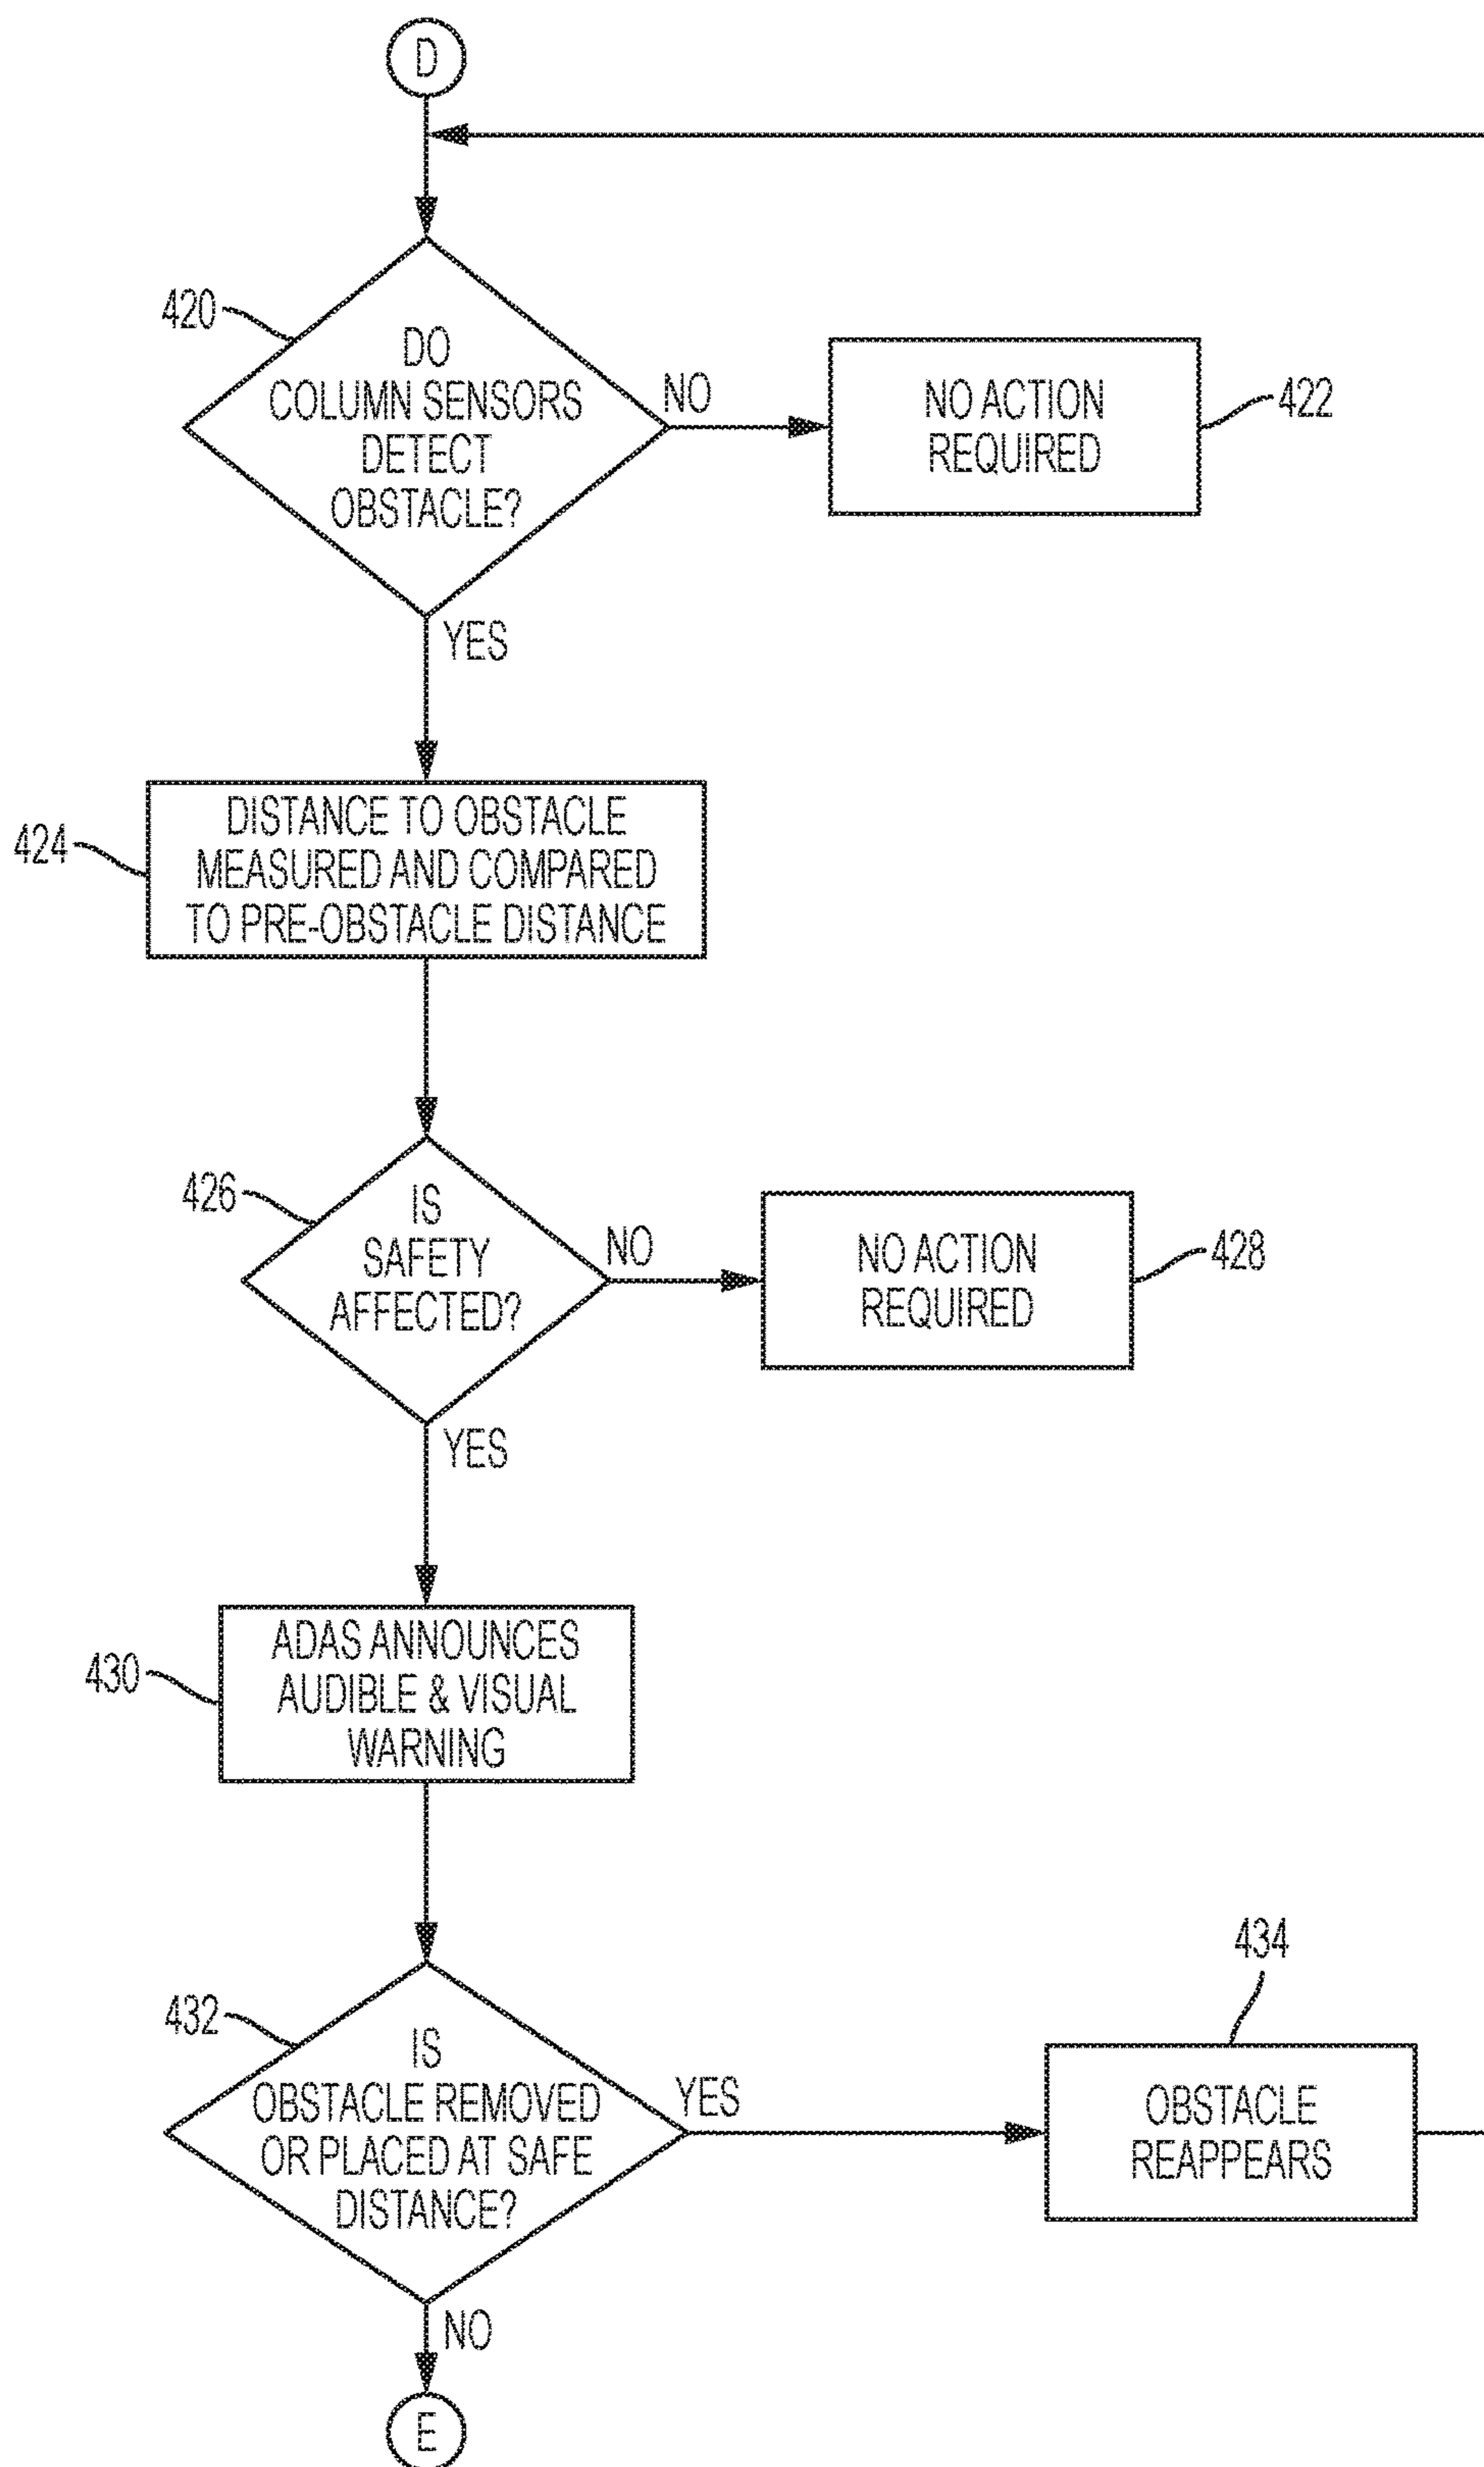 D
420
DO
COLUMN SENSORS
DETECT
OBSTACLE?
NO
NO ACTION
REQUIRED
422
YES
424
DISTANCE TO OBSTACLE
MEASURED AND COMPARED
TO PRE-OBSTACLE DISTANCE
426
IS
SAFETY
AFFECTED?
NO
NO ACTION
REQUIRED
428
YES
430
ADAS ANNOUNCES
AUDIBLE & VISUAL
WARNING
432
IS
OBSTACLE REMOVED
OR PLACED AT SAFE
DISTANCE?
YES
434
OBSTACLE
REAPPEARS
NO
E